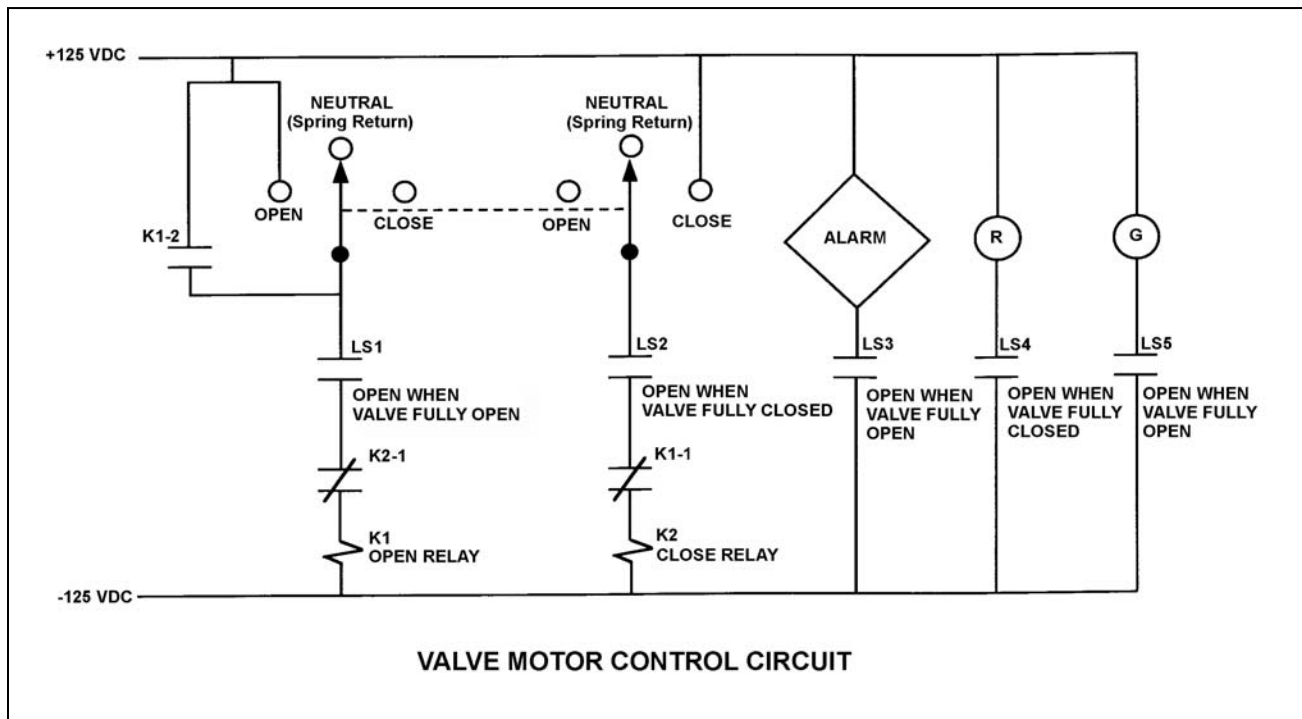 +125 VDC
NEUTRAL
(Spring Return)
NEUTRAL
(Spring Return)
OPEN
CLOSE
OPEN
CLOSE
K1-2
ALARM
R
G
LS1
OPEN WHEN
VALVE FULLY OPEN
LS2
OPEN WHEN
VALVE FULLY CLOSED
LS3
OPEN WHEN
VALVE FULLY
OPEN
LS4
OPEN WHEN
VALVE FULLY
CLOSED
LS5
OPEN WHEN
VALVE FULLY
OPEN
K2-1
K1-1
K1
OPEN RELAY
K2
CLOSE RELAY
-125 VDC
VALVE MOTOR CONTROL CIRCUIT